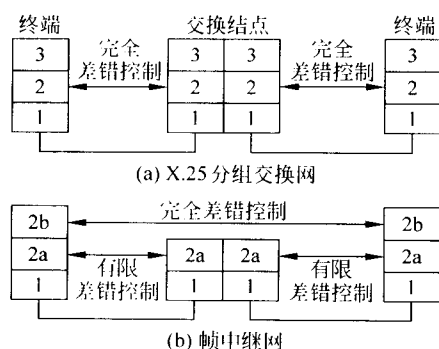 终端 交换结点 终端
3 完全 3 3 完全 3
2 差错控制 2 2 差错控制 2
1 1 1 1
(a) X.25分组交换网
2b 完全差错控制 2b
2a 有限 2a 2a 有限 2a
1 差错控制 1 1 差错控制 1
(b) 帧中继网